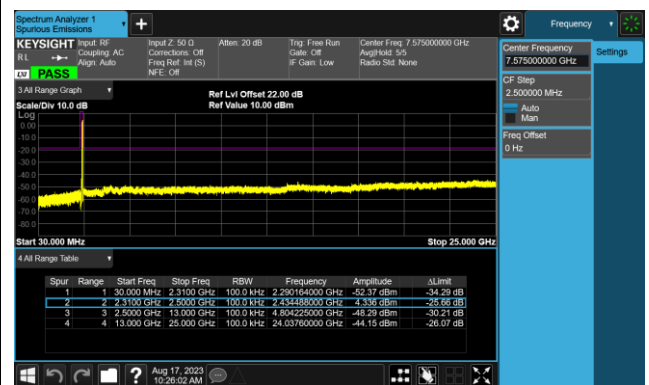 Spectrum Analyzer 1
Spurious Emissions
Frequency
KEYSIGHT
Input: RF
Input Z: 50 Ω
Atten: 20 dB
Trig: Free Run
Center Freq: 7.575000000 GHz
RL
Coupling: AC
Corrections: Off
Gate: Off
Avg|Hold: 5/5
Align: Auto
Freq Ref: Int (S)
IF Gain: Low
Radio Std: None
LXI
PASS
NFE: Off
Center Frequency
7.575000000 GHz
Settings
CF Step
2.500000 MHz
Auto
Man
Freq Offset
0 Hz
3 All Range Graph
Ref Lvl Offset 22.00 dB
Scale/Div 10.0 dB
Ref Value 10.00 dBm
Log
0.00
-10.0
-20.0
-30.0
-40.0
-50.0
-60.0
-70.0
-80.0
Start 30.000 MHz
Stop 25.000 GHz
4 All Range Table
Spur Range Start Freq Stop Freq RBW Frequency Amplitude ΔLimit
1 1 30.000 MHz 2.3100 GHz 100.0 kHz 2.290164000 GHz -52.37 dBm -34.29 dB
2 2 2.3100 GHz 2.5000 GHz 100.0 kHz 2.434488000 GHz 4.336 dBm -25.66 dB
3 3 2.5000 GHz 13.000 GHz 100.0 kHz 4.804225000 GHz -48.29 dBm -30.21 dB
4 4 13.000 GHz 25.000 GHz 100.0 kHz 24.03760000 GHz -44.15 dBm -26.07 dB
?
Aug 17, 2023
10:26:02 AM